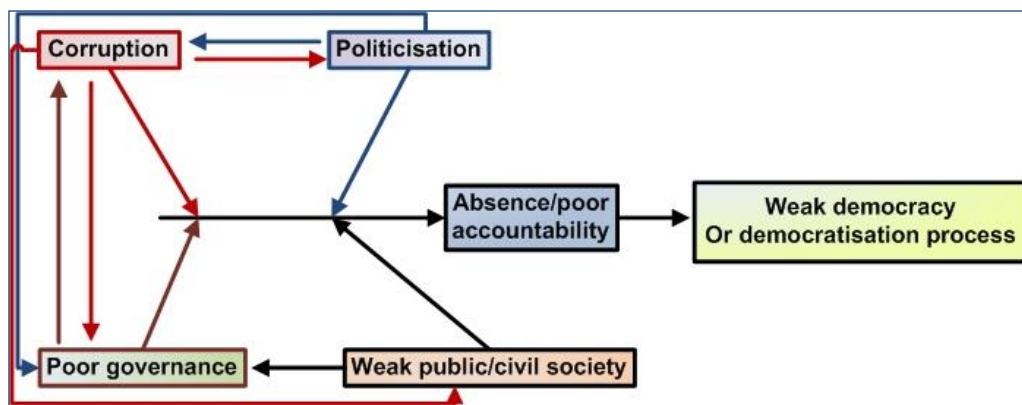 Corruption
Politicisation
Absence/poor
accountability
Weak democracy
Or democratisation process
Poor governance
Weak public/civil society